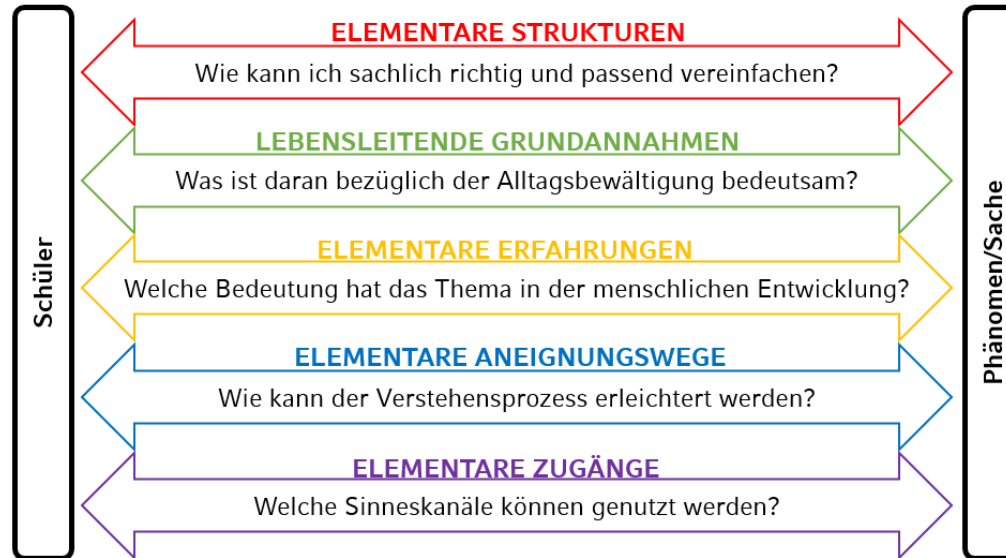 Schüler
ELEMENTARE STRUKTUREN
Wie kann ich sachlich richtig und passend vereinfachen?
LEBENSLEITENDE GRUNDANNAHMEN
Was ist daran bezüglich der Alltagsbewältigung bedeutsam?
ELEMENTARE ERFAHRUNGEN
Welche Bedeutung hat das Thema in der menschlichen Entwicklung?
ELEMENTARE ANEIGNUNGSWEGE
Wie kann der Verstehensprozess erleichtert werden?
ELEMENTARE ZUGÄNGE
Welche Sinneskanäle können genutzt werden?
Phänomen/Sache